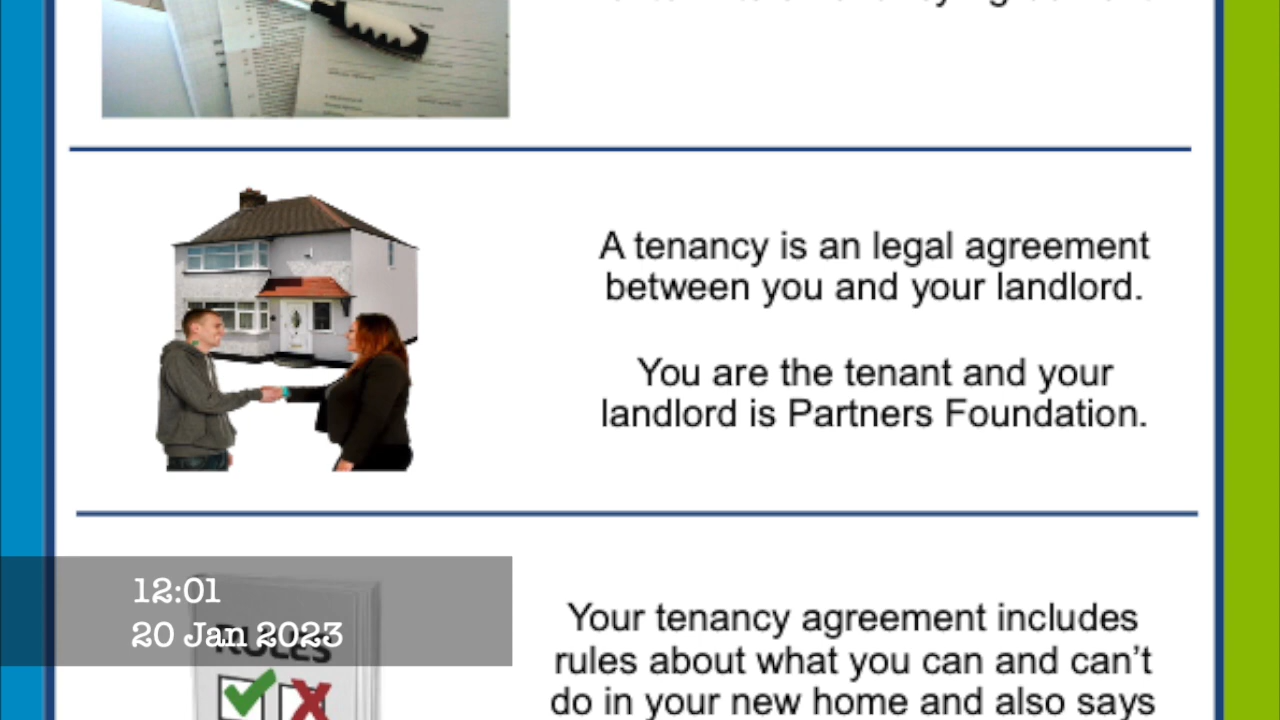 A tenancy is an legal agreement
between you and your landlord.
You are the tenant and your
landlord is Partners Foundation.
12:01
20 Jan 2023
RULES
Your tenancy agreement includes
rules about what you can and can't
do in your new home and also says